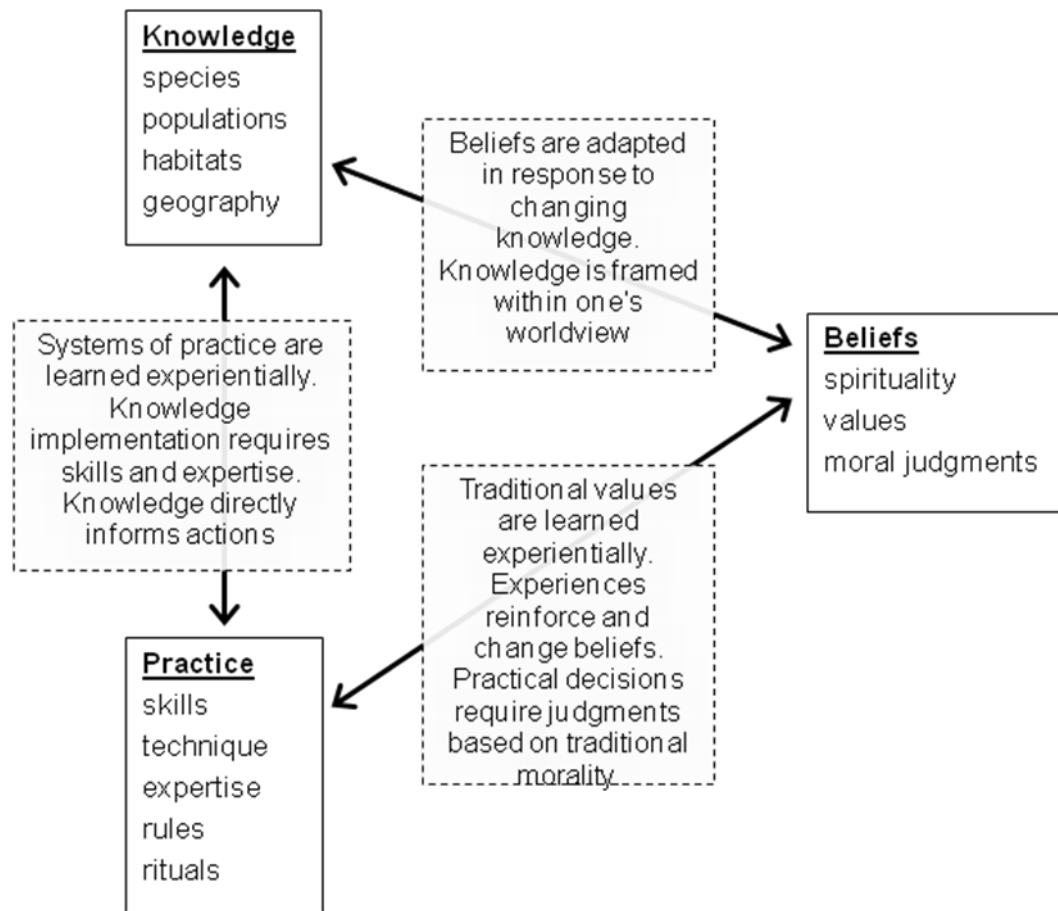 Knowledge
species
populations
habitats
geography
Beliefs are adapted
in response to
changing
knowledge.
Knowledge is framed
within one's
worldview
Systems of practice are
learned experientially.
Knowledge
implementation requires
skills and expertise.
Knowledge directly
informs actions
Beliefs
spirituality
values
moral judgments
Traditional values
are learned
experientially.
Experiences
reinforce and
change beliefs.
Practical decisions
require judgments
based on traditional
morality
Practice
skills
technique
expertise
rules
rituals